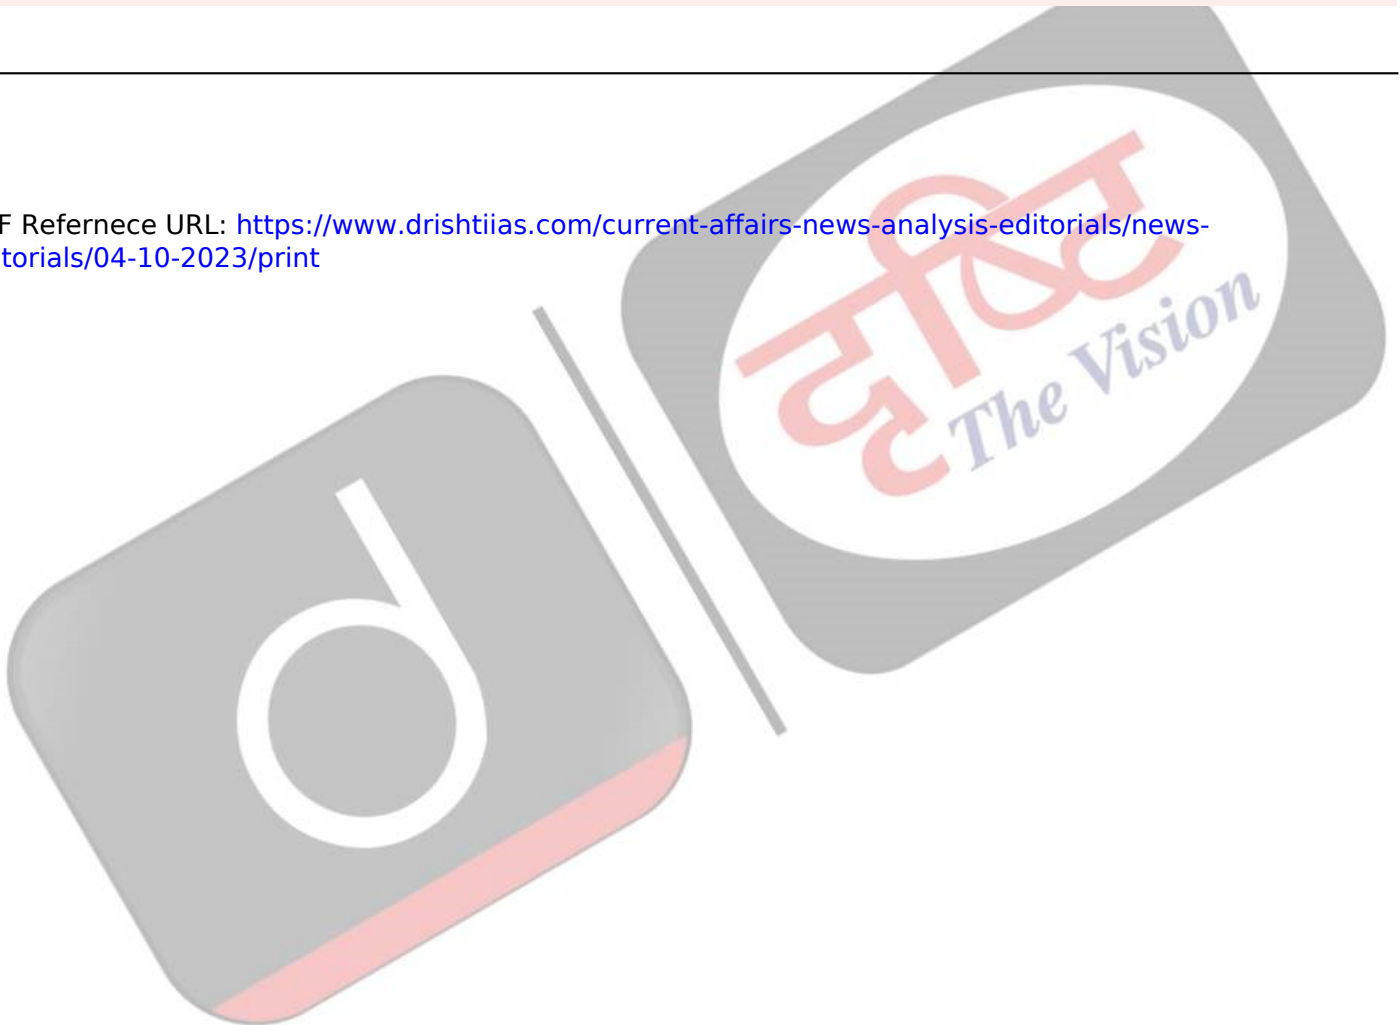 F Refernece URL: https://www.drishtiias.com/current-affairs-news-analysis-editorials/news-
torials/04-10-2023/print
दृष्टि
The Vision
d